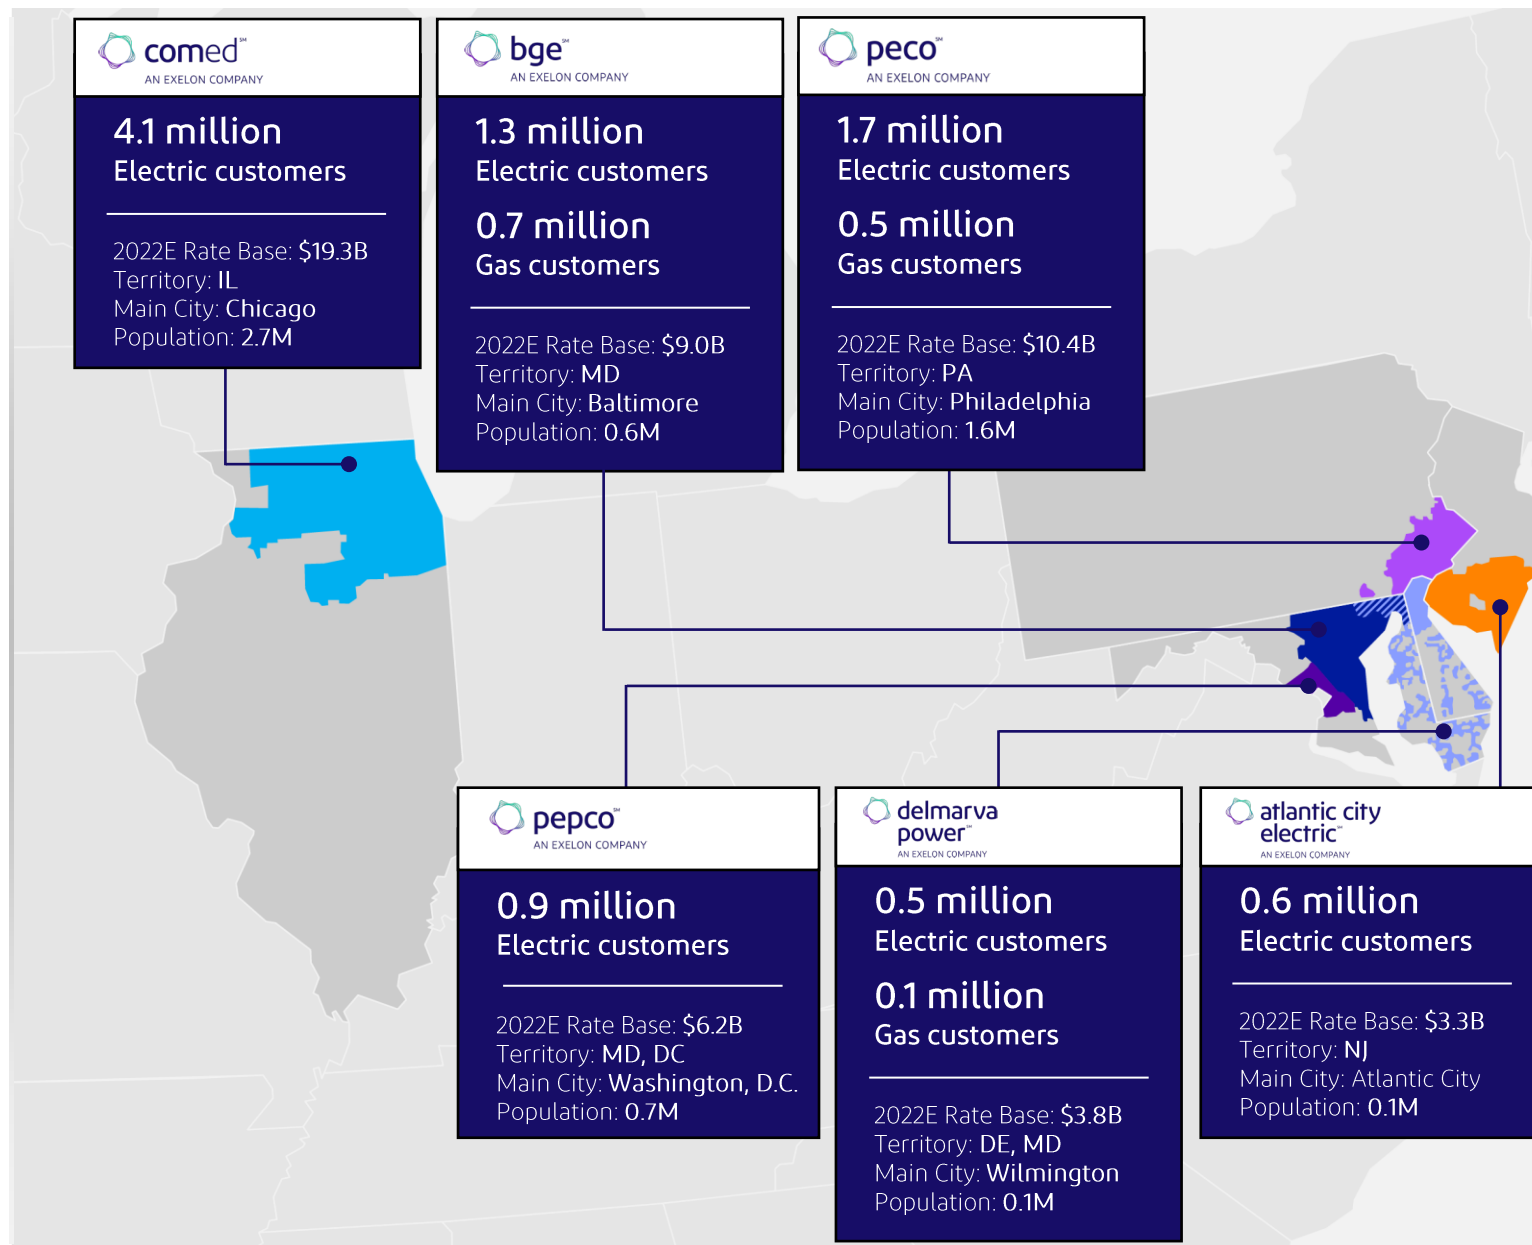 comed℠
AN EXELON COMPANY
4.1 million
Electric customers
2022E Rate Base: $19.3B
Territory: IL
Main City: Chicago
Population: 2.7M
bge℠
AN EXELON COMPANY
1.3 million
Electric customers
0.7 million
Gas customers
2022E Rate Base: $9.0B
Territory: MD
Main City: Baltimore
Population: 0.6M
peco℠
AN EXELON COMPANY
1.7 million
Electric customers
0.5 million
Gas customers
2022E Rate Base: $10.4B
Territory: PA
Main City: Philadelphia
Population: 1.6M
pepco℠
AN EXELON COMPANY
0.9 million
Electric customers
2022E Rate Base: $6.2B
Territory: MD, DC
Main City: Washington, D.C.
Population: 0.7M
delmarva
power℠
AN EXELON COMPANY
0.5 million
Electric customers
0.1 million
Gas customers
2022E Rate Base: $3.8B
Territory: DE, MD
Main City: Wilmington
Population: 0.1M
atlantic city
electric℠
AN EXELON COMPANY
0.6 million
Electric customers
2022E Rate Base: $3.3B
Territory: NJ
Main City: Atlantic City
Population: 0.1M